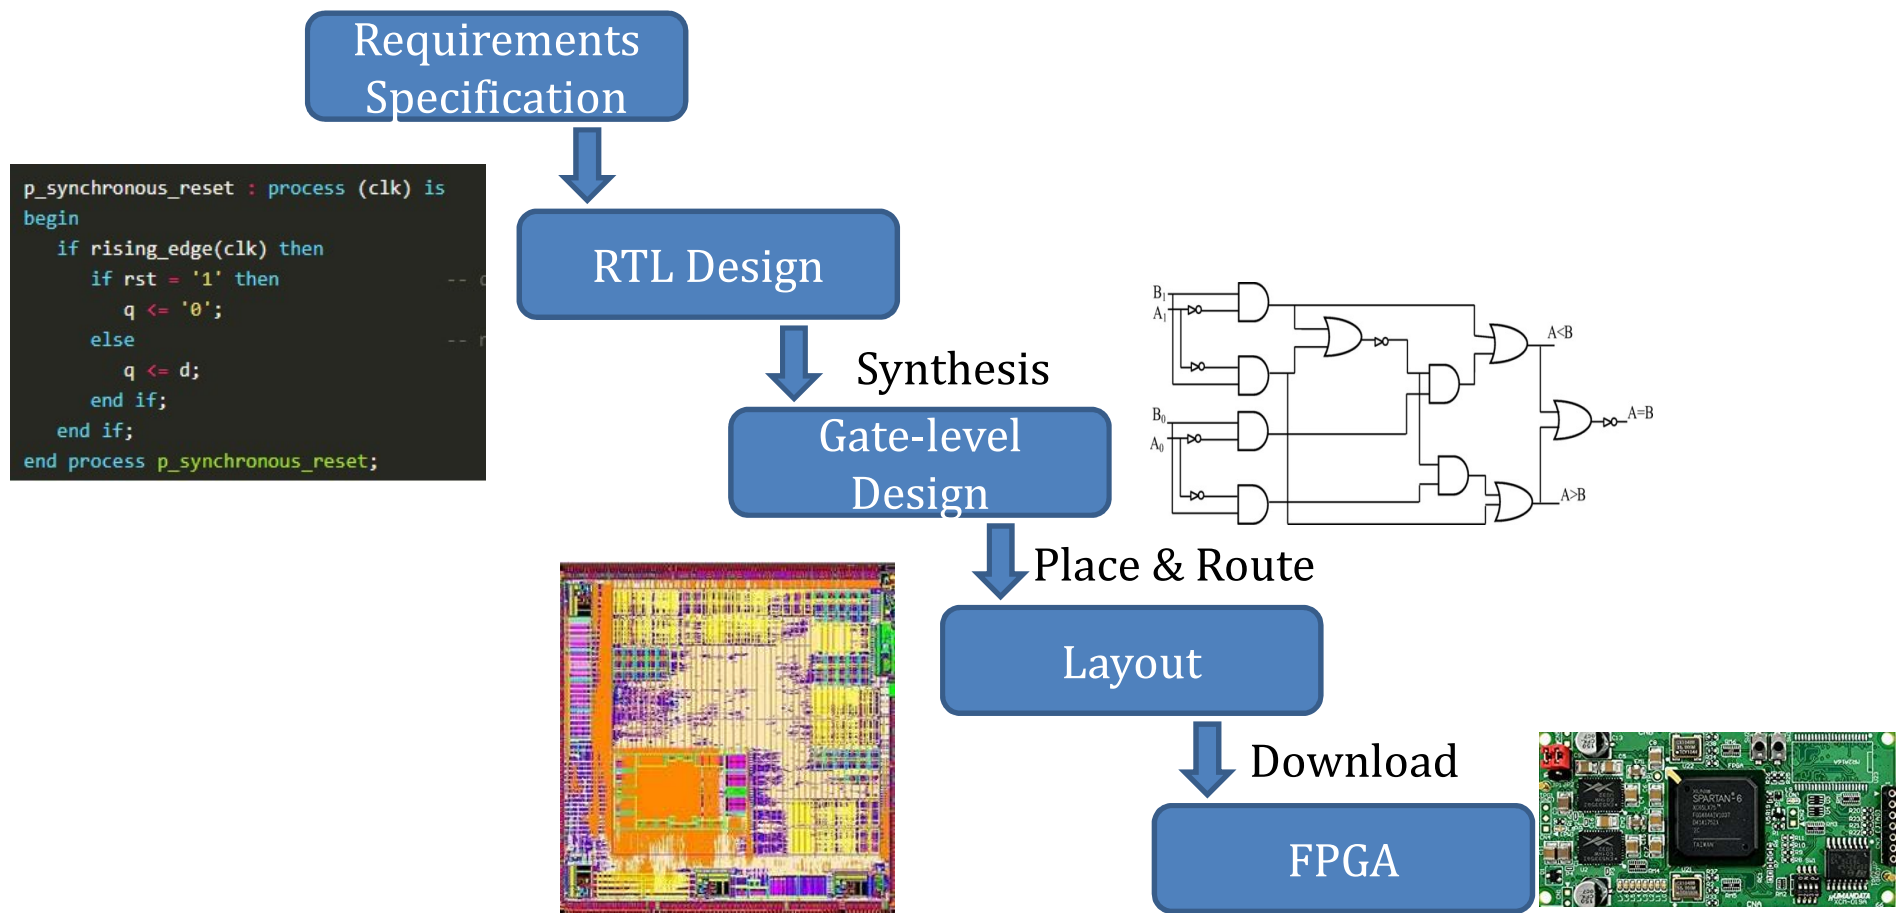 Requirements
Specification
p_synchronous_reset : process (clk) is
begin
if rising_edge(clk) then
if rst = '1' then --
q <= '0';
else --
q <= d;
end if;
end if;
end process p_synchronous_reset;
RTL Design
Synthesis
Gate-level
Design
B1
A1
B0
A0
A<B
A=B
A>B
Place & Route
Layout
Download
FPGA
SPARTAN-6
TAIWAN